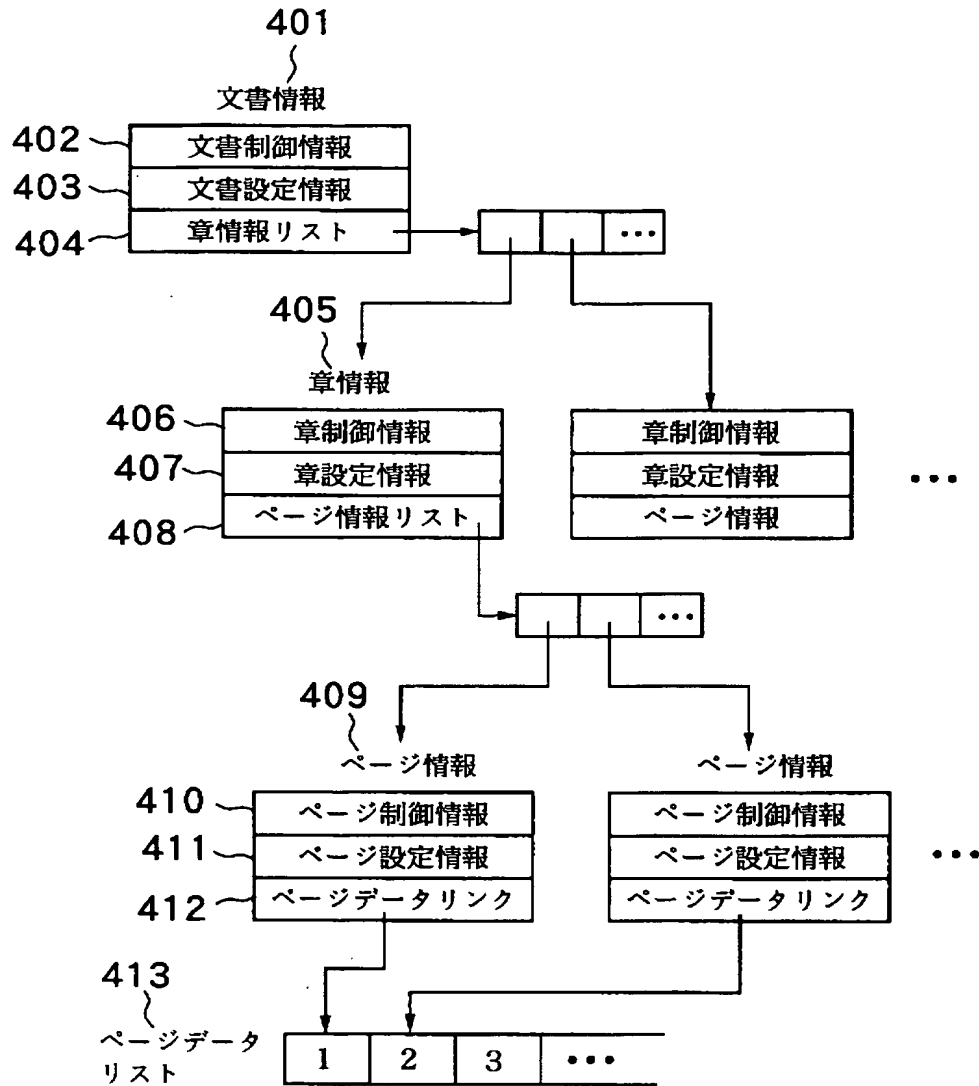 401
文書情報
402 文書制御情報
403 文書設定情報
404 章情報リスト •••
405
章情報
406 章制御情報 章制御情報
407 章設定情報 章設定情報 •••
408 ページ情報リスト ページ情報
•••
409
ページ情報 ページ情報
410 ページ制御情報 ページ制御情報
411 ページ設定情報 ページ設定情報 •••
412 ページデータリンク ページデータリンク
413
ページデータ
リスト
1 2 3 •••